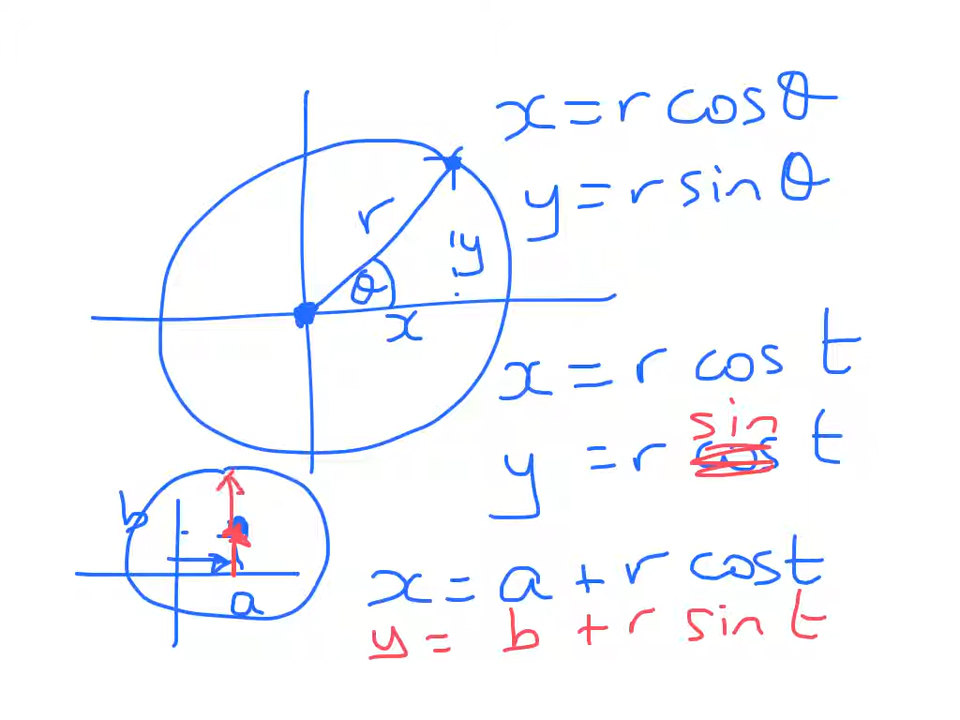 x = r cos θ
y = r sin θ
r
y
θ
x
x = r cos t
sin
y = r cos t
b
a
x = a + r cos t
y = b + r sin t